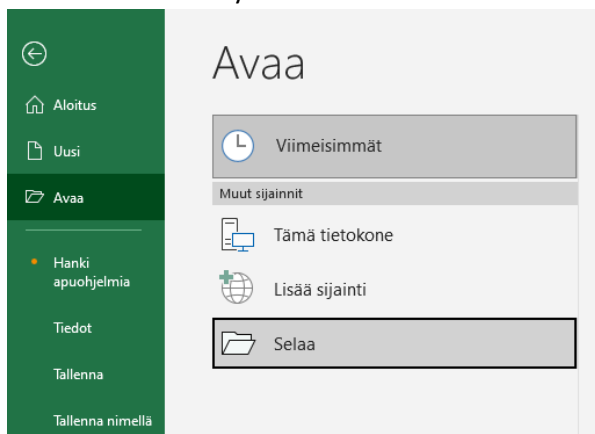 Avaa
Aloitus
Uusi
Avaa
Hanki
apuohjelmia
Tiedot
Tallenna
Tallenna nimellä
Viimeisimmät
Muut sijainnit
Tämä tietokone
Lisää sijainti
Selaa